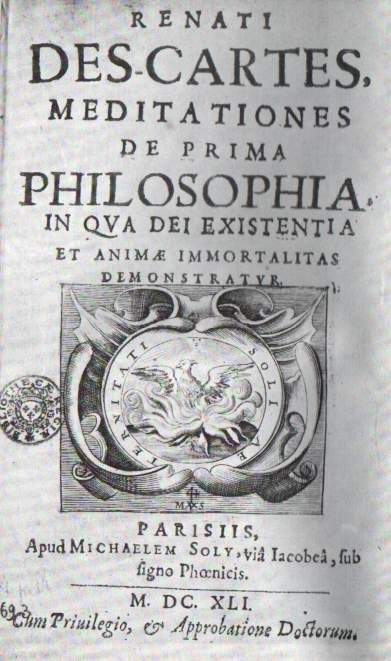 RENATI
DES-CARTES,
MEDITATIONES
DE PRIMA
PHILOSOPHIA,
IN QVA DEI EXISTENTIA
ET ANIMÆ IMMORTALITAS
DEMONSTRATVR.
SOLI ÆTERNITATI
PARISIIS,
Apud MICHAELEM SOLY, viâ Iacobeâ, ſub
ſigno Phœnicis.
M. DC. XLI.
Cum Priuilegio, & Approbatione Doctorum.